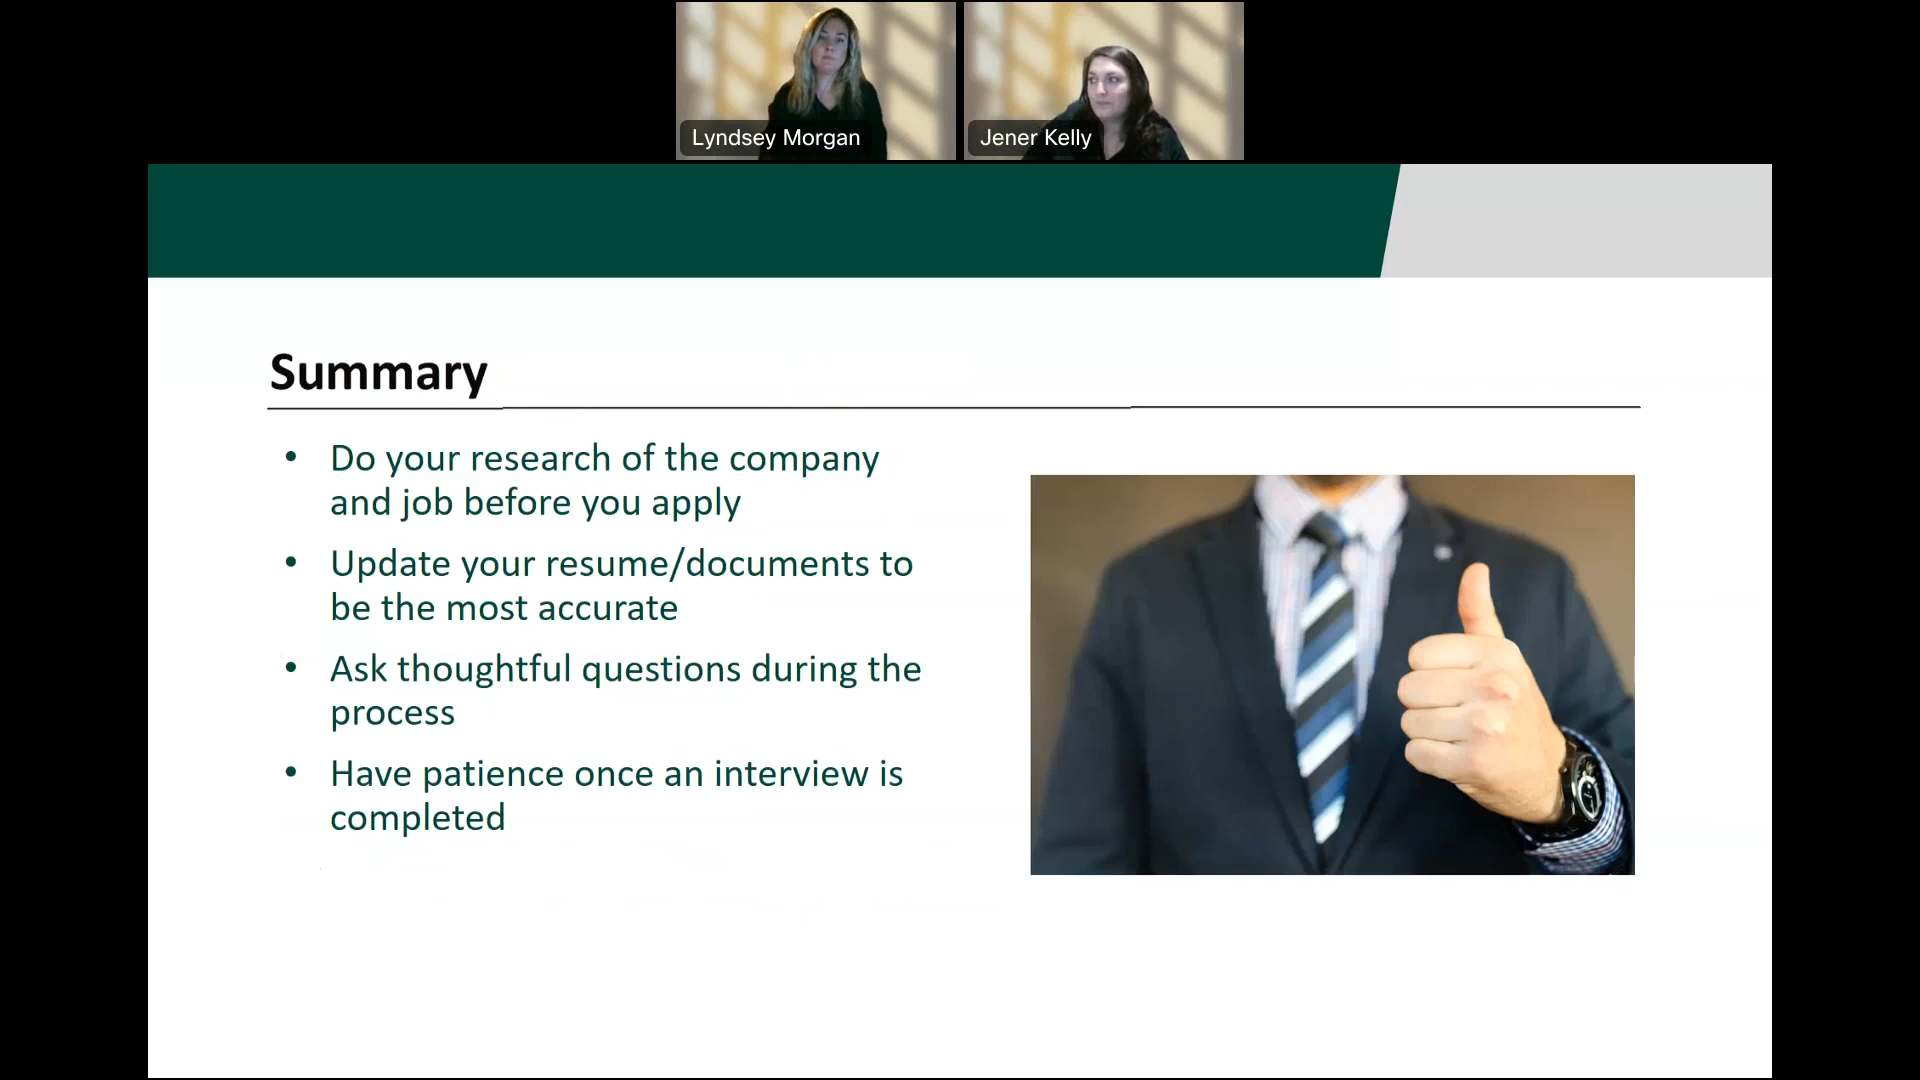 Lyndsey Morgan
Jener Kelly
Summary
• Do your research of the company
and job before you apply
• Update your resume/documents to
be the most accurate
• Ask thoughtful questions during the
process
• Have patience once an interview is
completed